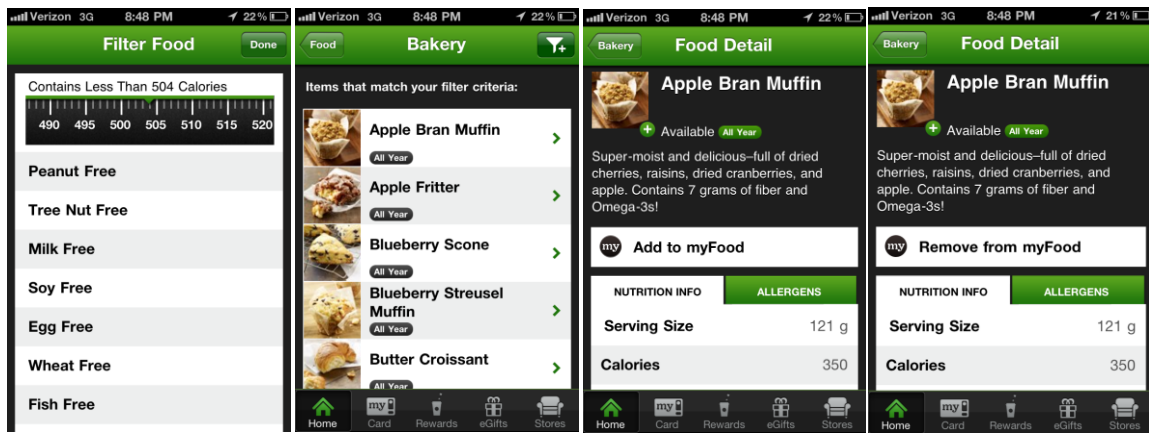 Verizon 3G 8:48 PM 22%
Filter Food Done
Contains Less Than 504 Calories
490 495 500 505 510 515 520
Peanut Free
Tree Nut Free
Milk Free
Soy Free
Egg Free
Wheat Free
Fish Free
Verizon 3G 8:48 PM 22%
Food Bakery
Items that match your filter criteria:
Apple Bran Muffin
All Year
Apple Fritter
All Year
Blueberry Scone
All Year
Blueberry Streusel
Muffin
All Year
Butter Croissant
All Year
Home Card Rewards eGifts Stores
my
Verizon 3G 8:48 PM 22%
Bakery Food Detail
Apple Bran Muffin
Available All Year
Super-moist and delicious–full of dried
cherries, raisins, dried cranberries, and
apple. Contains 7 grams of fiber and
Omega-3s!
my Add to myFood
NUTRITION INFO ALLERGENS
Serving Size 121 g
Calories 350
my
Home Card Rewards eGifts Stores
Verizon 3G 8:48 PM 21%
Bakery Food Detail
Apple Bran Muffin
Available All Year
Super-moist and delicious–full of dried
cherries, raisins, dried cranberries, and
apple. Contains 7 grams of fiber and
Omega-3s!
my Remove from myFood
NUTRITION INFO ALLERGENS
Serving Size 121 g
Calories 350
my
Home Card Rewards eGifts Stores